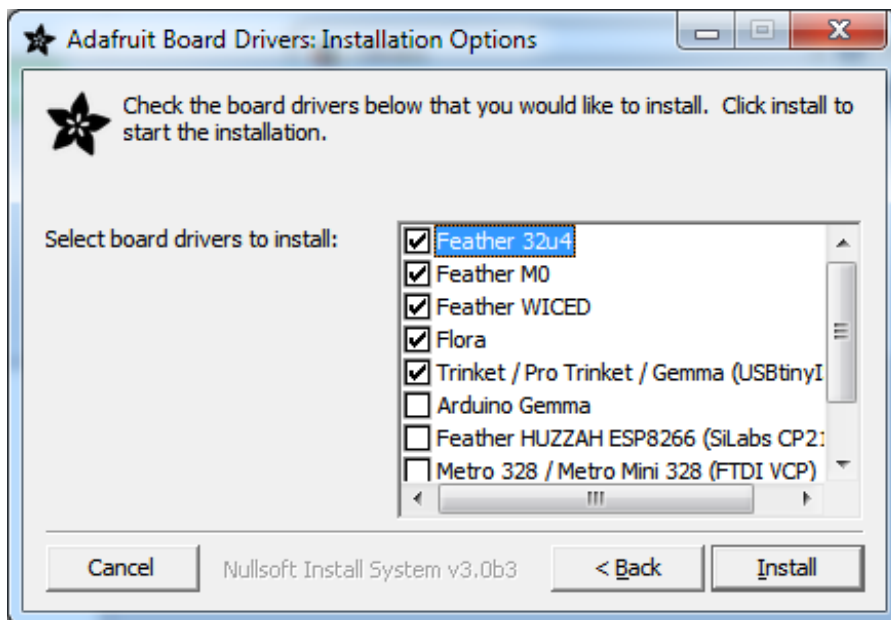 Adafruit Board Drivers: Installation Options
Check the board drivers below that you would like to install. Click install to
start the installation.
Select board drivers to install:
Feather 32u4
Feather M0
Feather WICED
Flora
Trinket / Pro Trinket / Gemma (USBtinyI
Arduino Gemma
Feather HUZZAH ESP8266 (SiLabs CP21
Metro 328 / Metro Mini 328 (FTDI VCP)
Cancel
Nullsoft Install System v3.0b3
< Back
Install